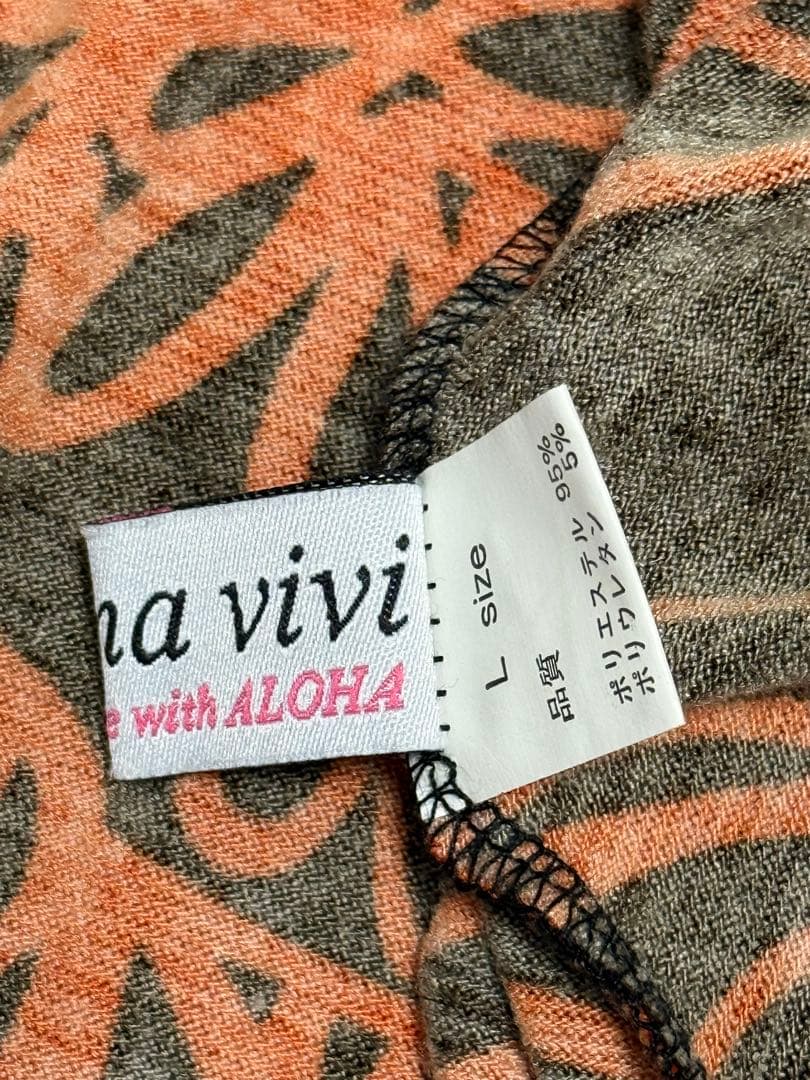 na vivi
e with ALOHA
L size
品質
ポリエステル 95%
ポリウレタン 5%